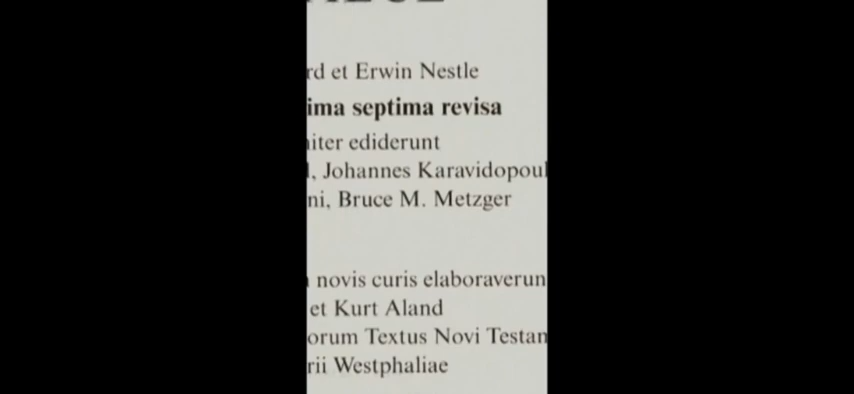 rd et Erwin Nestle
ima septima revisa
iter ediderunt
, Johannes Karavidopoul
ni, Bruce M. Metzger
novis curis elaboraverun
et Kurt Aland
orum Textus Novi Testan
rii Westphaliae